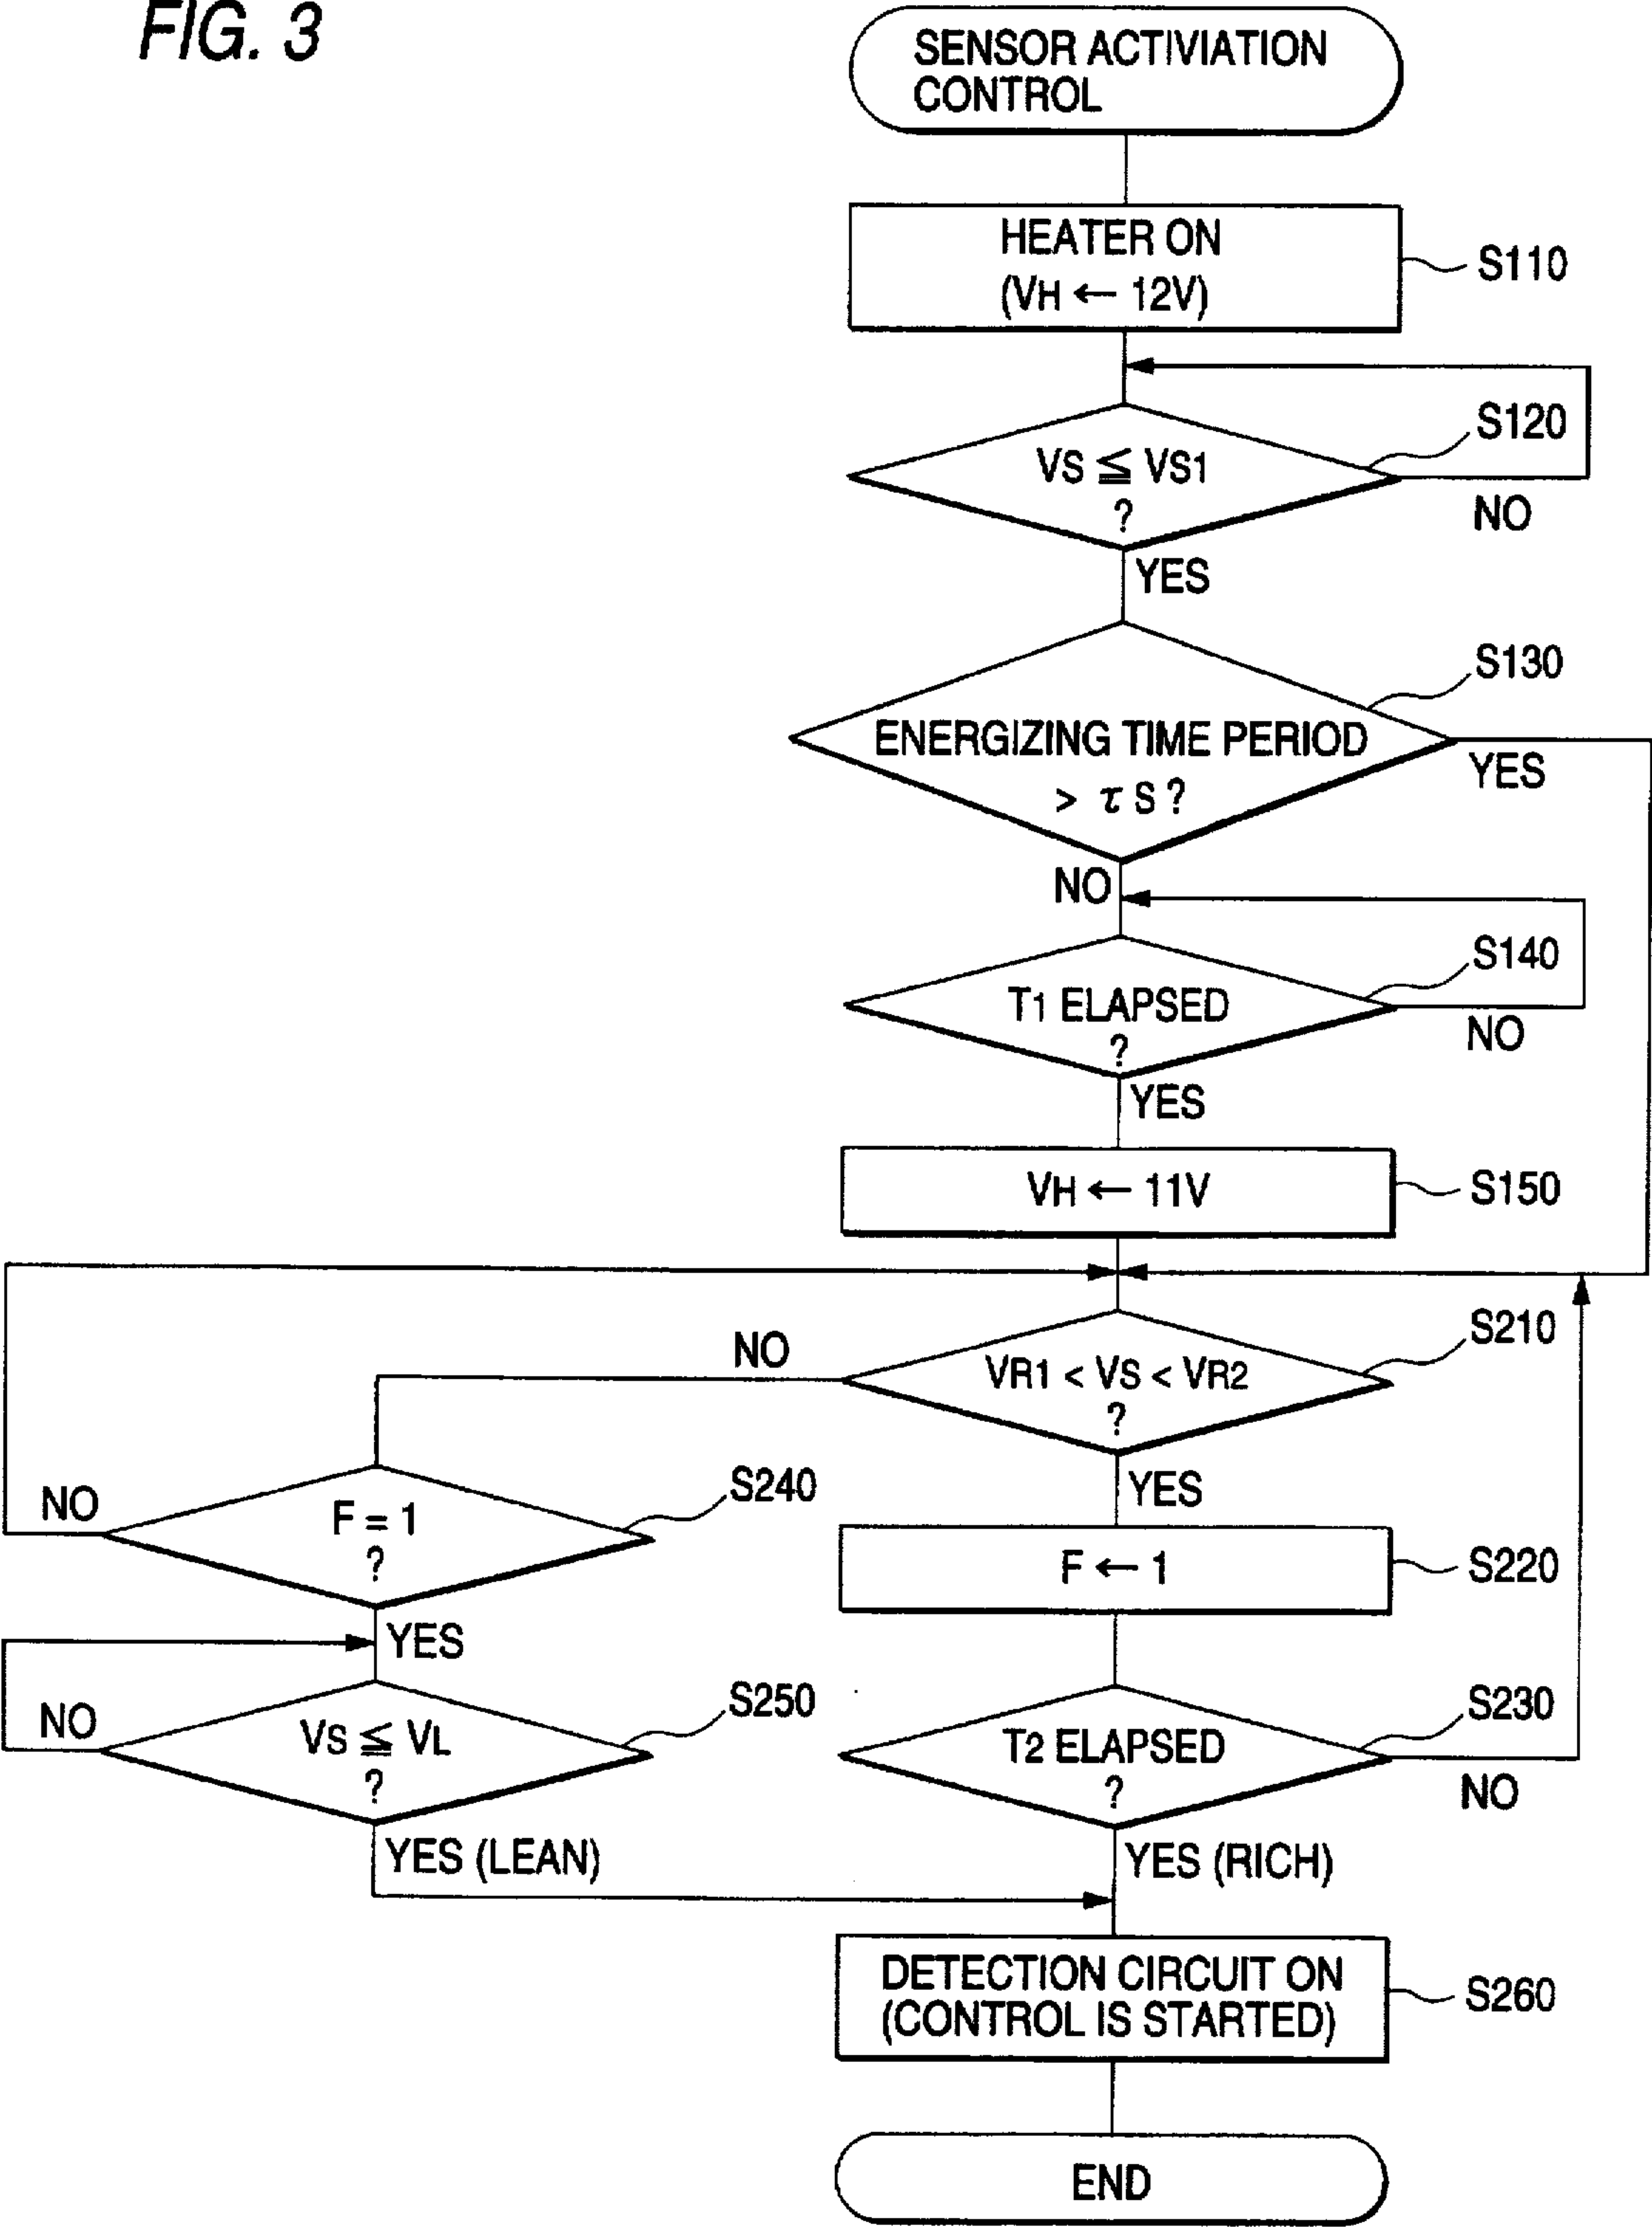 FIG. 3
SENSOR ACTIVIATION
CONTROL
HEATER ON
(VH ← 12V)
S110
S120
VS ≦ VS1
?
NO
YES
S130
ENERGIZING TIME PERIOD
> τ S ?
YES
NO
S140
T1 ELAPSED
?
NO
YES
VH ← 11V
S150
S210
NO
VR1 < VS < VR2
?
YES
S240
NO
F = 1
?
F ← 1
S220
YES
S250
NO
VS ≦ VL
?
S230
T2 ELAPSED
?
NO
YES (LEAN)
YES (RICH)
DETECTION CIRCUIT ON
(CONTROL IS STARTED)
S260
END